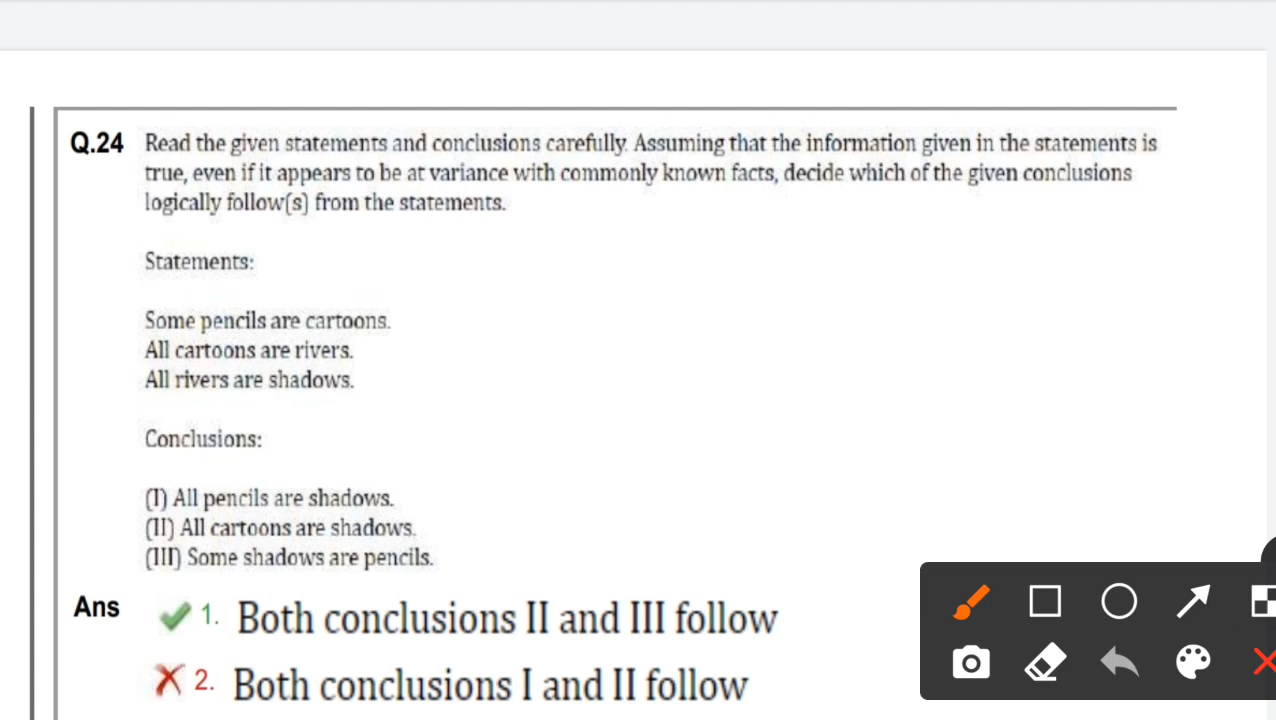 Q.24 Read the given statements and conclusions carefully. Assuming that the information given in the statements is
true, even if it appears to be at variance with commonly known facts, decide which of the given conclusions
logically follow(s) from the statements.
Statements:
Some pencils are cartoons.
All cartoons are rivers.
All rivers are shadows.
Conclusions:
(I) All pencils are shadows.
(II) All cartoons are shadows.
(III) Some shadows are pencils.
Ans 1. Both conclusions II and III follow
2. Both conclusions I and II follow